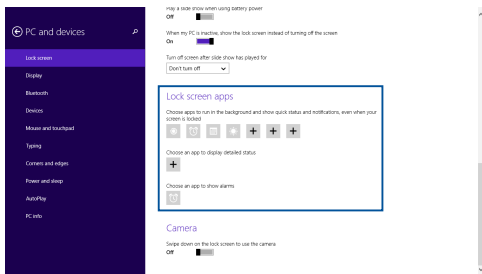 PC and devices
Lock screen
Display
Bluetooth
Devices
Mouse and touchpad
Typing
Corners and edges
Power and sleep
AutoPlay
PC info
Play a slide show when using battery power
Off
When my PC is inactive, show the lock screen instead of turning off the screen
On
Turn off screen after slide show has played for
Don't turn off
Lock screen apps
Choose apps to run in the background and show quick status and notifications, even when your
screen is locked
Choose an app to display detailed status
Choose an app to show alarms
Camera
Swipe down on the lock screen to use the camera
Off